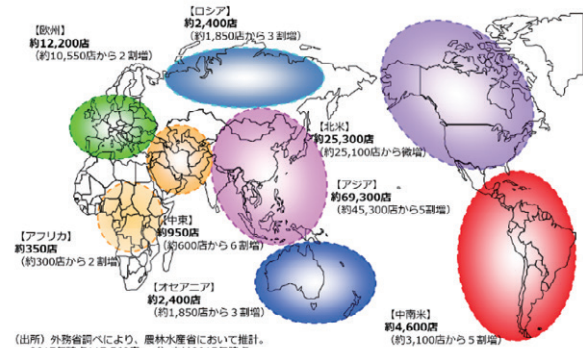 【欧州】
約12,200店
(約10,550店から２割増)
【ロシア】
約2,400店
(約1,850店から３割増)
【北米】
約25,300店
(約25,100店から微増)
【アジア】
約69,300店
(約45,300店から5割増)
【中東】
約950店
(約600店から６割増)
【アフリカ】
約350店
(約300店から２割増)
【オセアニア】
約2,400店
(約1,850店から３割増)
【中南米】
約4,600店
(約3,100店から５割増)
（出所）外務省調べにより、農林水産省において推計。